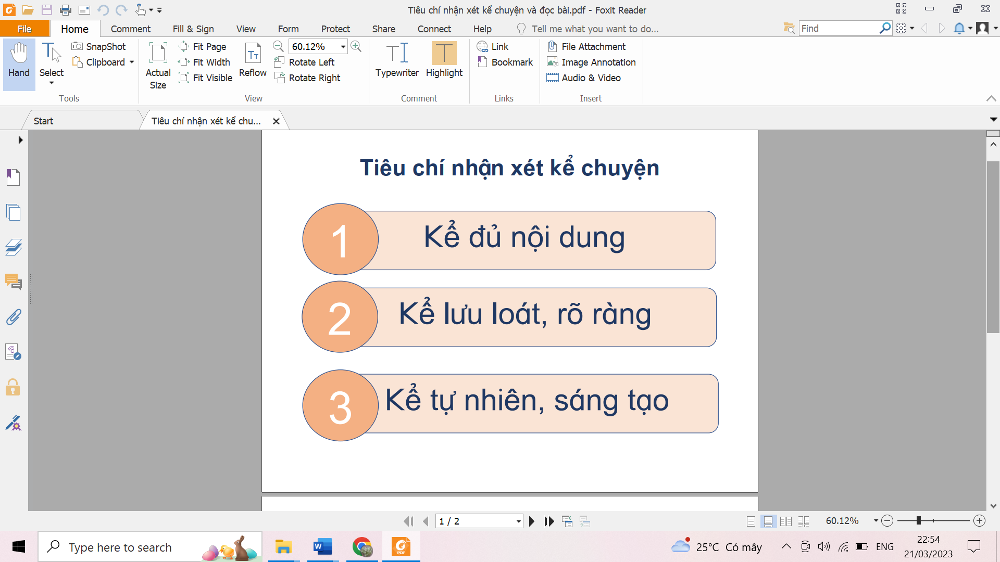 Tiêu chí nhận xét kể chuyện và đọc bài.pdf - Foxit Reader
File Home Comment Fill & Sign View Form Protect Share Connect Help Tell me what you want to do... Find
Hand
Select
SnapShot
Clipboard
Tools
Actual Size
Fit Page
Fit Width
Fit Visible
Reflow
60.12%
Rotate Left
Rotate Right
View
Typewriter
Highlight
Comment
Link
Bookmark
Links
File Attachment
Image Annotation
Audio & Video
Insert
Start
Tiêu chí nhận xét kể chu...
Tiêu chí nhận xét kể chuyện
1 Kể đủ nội dung
2 Kể lưu loát, rõ ràng
3 Kể tự nhiên, sáng tạo
1 / 2
60.12%
Type here to search
W
PDF
25°C Có mây
ENG
22:54
21/03/2023